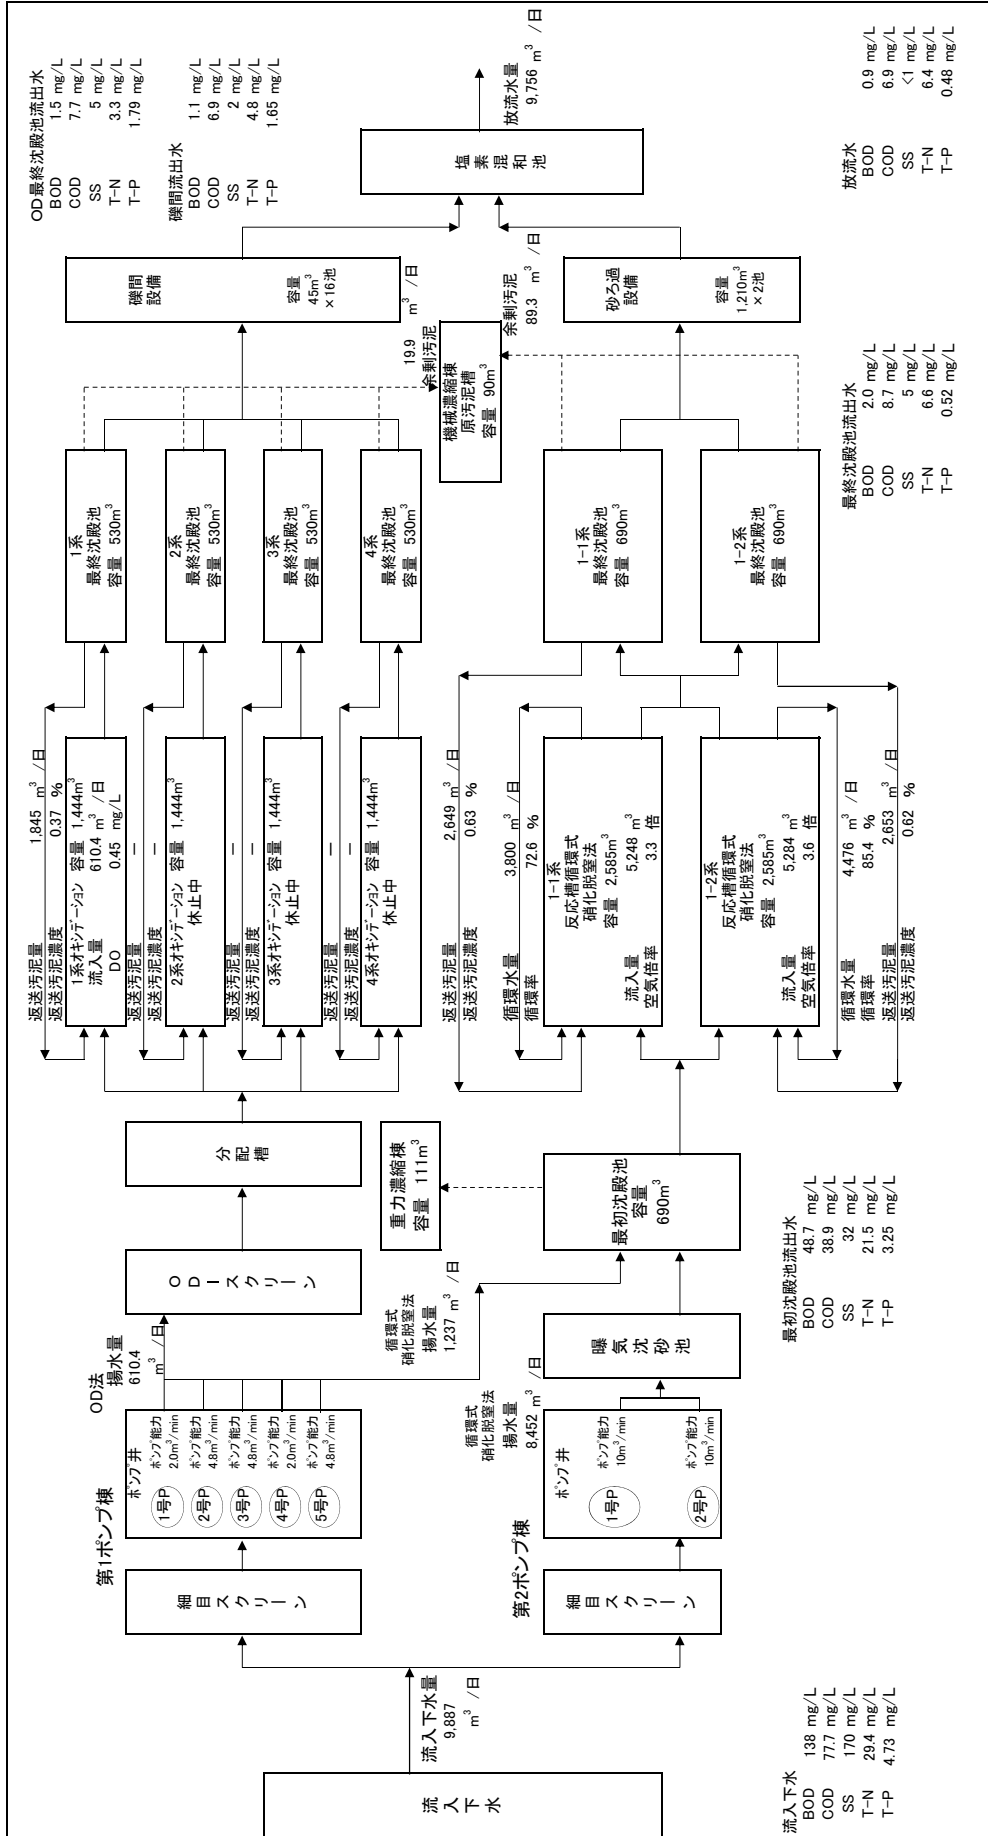 流入下水
流入下水
BOD 138 mg/L
COD 77.7 mg/L
SS 170 mg/L
T-N 29.4 mg/L
T-P 4.73 mg/L
流入下水量
9,887
m³ /日
第1ポンプ棟
細目スクリーン
ポンプ井
1号P
ポンプ能力
2.0m³/min
2号P
ポンプ能力
4.8m³/min
3号P
ポンプ能力
4.8m³/min
4号P
ポンプ能力
2.0m³/min
5号P
ポンプ能力
4.8m³/min
OD法
揚水量
610.4
m³ /日
ODースクリーン
分配槽
第2ポンプ棟
細目スクリーン
ポンプ井
1号P
ポンプ能力
10m³/min
2号P
ポンプ能力
10m³/min
循環式
硝化脱窒法
揚水量
8,452 m³ /日
曝気沈砂池
循環式
硝化脱窒法
揚水量
1,237 m³ /日
重力濃縮棟
容量 111m³
最初沈殿池
容量
690m³
最初沈殿池流出水
BOD 48.7 mg/L
COD 38.9 mg/L
SS 32 mg/L
T-N 21.5 mg/L
T-P 3.25 mg/L
返送汚泥量 1,845 m³ /日
返送汚泥濃度 0.37 %
1系オキシデーション 容量 1,444m³
流入量 610.4 m³ /日
DO 0.45 mg/L
返送汚泥量 －
返送汚泥濃度 －
2系オキシデーション 容量 1,444m³
休止中
返送汚泥量 －
返送汚泥濃度 －
3系オキシデーション 容量 1,444m³
休止中
返送汚泥量 －
返送汚泥濃度 －
4系オキシデーション 容量 1,444m³
休止中
返送汚泥量 2,649 m³ /日
返送汚泥濃度 0.63 %
循環水量 3,800 m³ /日
循環率 72.6 %
1-1系
反応槽循環式
硝化脱窒法
容量 2,585m³
流入量 5,248 m³
空気倍率 3.3 倍
1-2系
反応槽循環式
硝化脱窒法
容量 2,585m³
流入量 5,284 m³
空気倍率 3.6 倍
循環水量 4,476 m³ /日
循環率 85.4 %
返送汚泥量 2,653 m³ /日
返送汚泥濃度 0.62 %
1系
最終沈殿池
容量 530m³
2系
最終沈殿池
容量 530m³
3系
最終沈殿池
容量 530m³
4系
最終沈殿池
容量 530m³
1-1系
最終沈殿池
容量 690m³
1-2系
最終沈殿池
容量 690m³
最終沈殿池流出水
BOD 2.0 mg/L
COD 8.7 mg/L
SS 5 mg/L
T-N 6.6 mg/L
T-P 0.52 mg/L
余剰汚泥
19.9
m³ /日
機械濃縮棟
原汚泥槽
容量 90m³
余剰汚泥
89.3 m³ /日
礫間
設備
容量
45m³
×16池
砂ろ過
設備
容量
1,210m³
×2池
塩素混和池
放流水量
9,756 m³ /日
OD最終沈殿池流出水
BOD 1.5 mg/L
COD 7.7 mg/L
SS 5 mg/L
T-N 3.3 mg/L
T-P 1.79 mg/L
礫間流出水
BOD 1.1 mg/L
COD 6.9 mg/L
SS 2 mg/L
T-N 4.8 mg/L
T-P 1.65 mg/L
放流水
BOD 0.9 mg/L
COD 6.9 mg/L
SS <1 mg/L
T-N 6.4 mg/L
T-P 0.48 mg/L